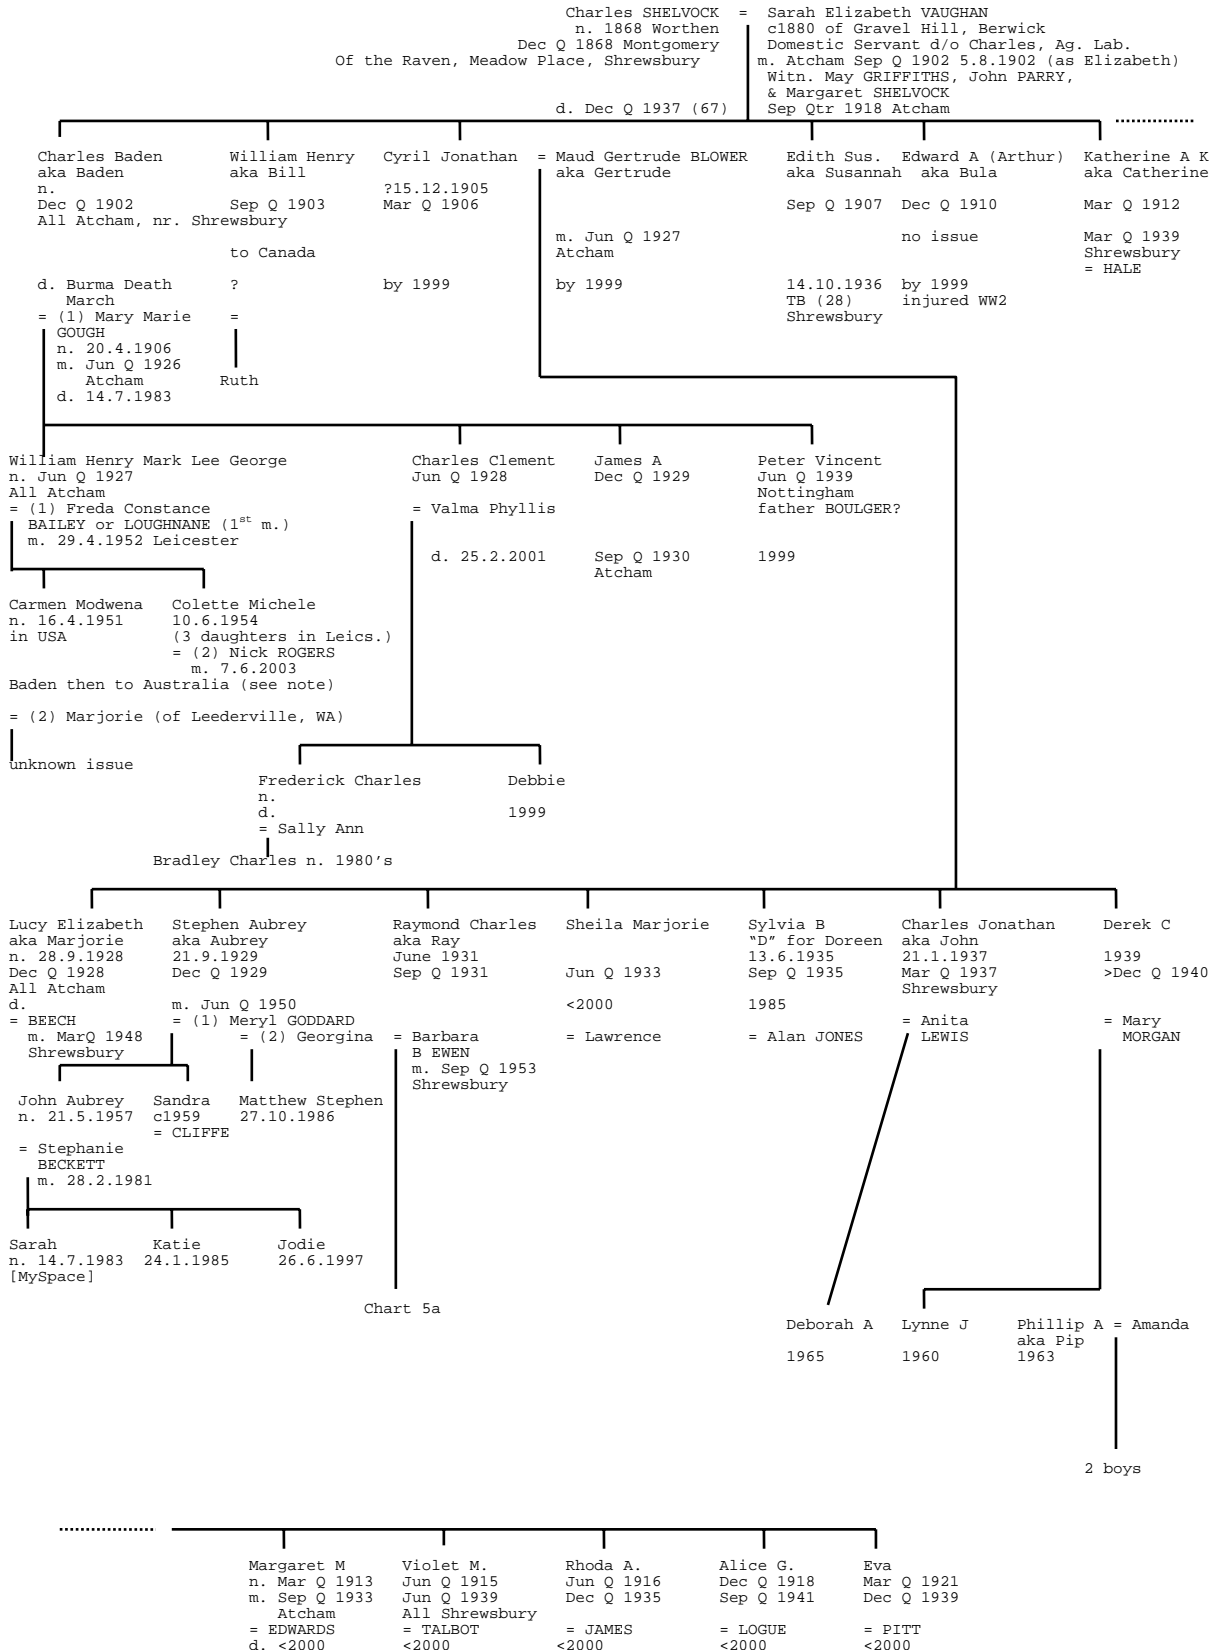 Charles SHELVOCK = Sarah Elizabeth VAUGHAN
n. 1868 Worthen c1880 of Gravel Hill, Berwick
Dec Q 1868 Montgomery Domestic Servant d/o Charles, Ag. Lab.
Of the Raven, Meadow Place, Shrewsbury m. Atcham Sep Q 1902 5.8.1902 (as Elizabeth)
Witn. May GRIFFITHS, John PARRY,
& Margaret SHELVOCK
d. Dec Q 1937 (67) Sep Qtr 1918 Atcham
Charles Baden William Henry Cyril Jonathan = Maud Gertrude BLOWER Edith Sus. Edward A (Arthur) Katherine A K
aka Baden aka Bill aka Gertrude aka Susannah aka Bula aka Catherine
n. ?15.12.1905
Dec Q 1902 Sep Q 1903 Mar Q 1906 Sep Q 1907 Dec Q 1910 Mar Q 1912
All Atcham, nr. Shrewsbury
m. Jun Q 1927 no issue Mar Q 1939
to Canada Atcham Shrewsbury
= HALE
d. Burma Death ? by 1999 by 1999 14.10.1936 by 1999
March TB (28) injured WW2
= (1) Mary Marie = Shrewsbury
GOUGH
n. 20.4.1906
m. Jun Q 1926
Atcham Ruth
d. 14.7.1983
William Henry Mark Lee George Charles Clement James A Peter Vincent
n. Jun Q 1927 Jun Q 1928 Dec Q 1929 Jun Q 1939
All Atcham Nottingham
= (1) Freda Constance = Valma Phyllis father BOULGER?
BAILEY or LOUGHNANE (1st m.)
m. 29.4.1952 Leicester
d. 25.2.2001 Sep Q 1930 1999
Atcham
Carmen Modwena Colette Michele
n. 16.4.1951 10.6.1954
in USA (3 daughters in Leics.)
= (2) Nick ROGERS
m. 7.6.2003
Baden then to Australia (see note)
= (2) Marjorie (of Leederville, WA)
unknown issue
Frederick Charles Debbie
n.
d. 1999
= Sally Ann
Bradley Charles n. 1980's
Lucy Elizabeth Stephen Aubrey Raymond Charles Sheila Marjorie Sylvia B Charles Jonathan Derek C
aka Marjorie aka Aubrey aka Ray "D" for Doreen aka John
n. 28.9.1928 21.9.1929 June 1931 13.6.1935 21.1.1937 1939
Dec Q 1928 Dec Q 1929 Sep Q 1931 Jun Q 1933 Sep Q 1935 Mar Q 1937 >Dec Q 1940
All Atcham Shrewsbury
d. m. Jun Q 1950 <2000 1985
= BEECH = (1) Meryl GODDARD = Anita = Mary
m. MarQ 1948 = (2) Georgina = Barbara = Lawrence = Alan JONES LEWIS MORGAN
Shrewsbury B EWEN
m. Sep Q 1953
Shrewsbury
John Aubrey Sandra Matthew Stephen
n. 21.5.1957 c1959 27.10.1986
= CLIFFE
= Stephanie
BECKETT
m. 28.2.1981
Sarah Katie Jodie
n. 14.7.1983 24.1.1985 26.6.1997
[MySpace]
Chart 5a
Deborah A Lynne J Phillip A = Amanda
aka Pip
1965 1960 1963
2 boys
Margaret M Violet M. Rhoda A. Alice G. Eva
n. Mar Q 1913 Jun Q 1915 Jun Q 1916 Dec Q 1918 Mar Q 1921
m. Sep Q 1933 Jun Q 1939 Dec Q 1935 Sep Q 1941 Dec Q 1939
Atcham All Shrewsbury
= EDWARDS = TALBOT = JAMES = LOGUE = PITT
d. <2000 <2000 <2000 <2000 <2000